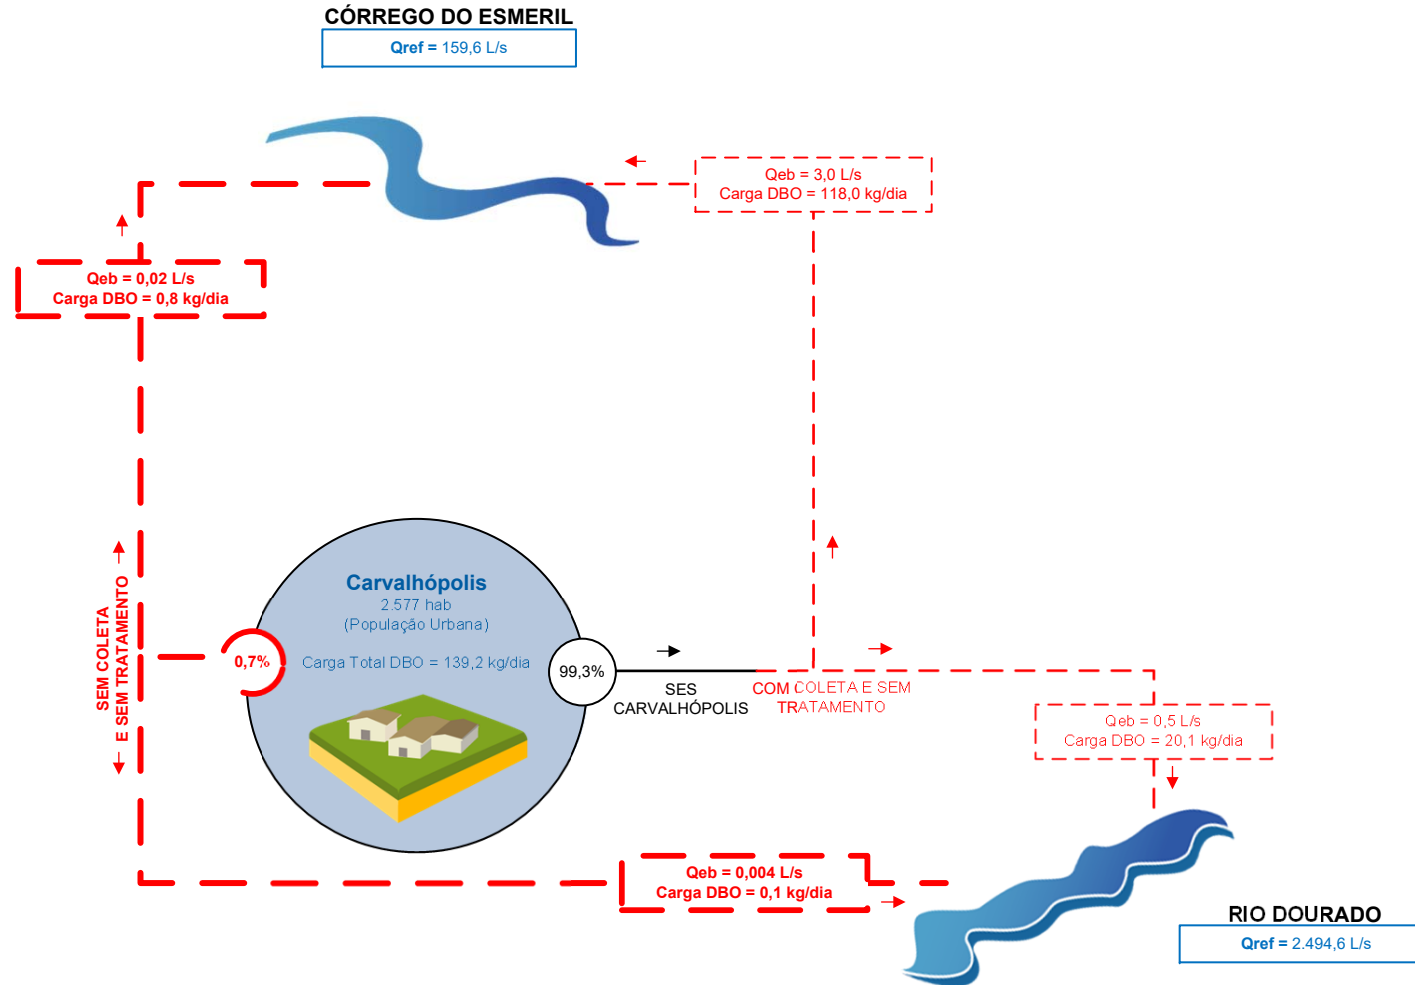 CÓRREGO DO ESMERIL
Qref = 159,6 L/s
Qeb = 3,0 L/s
Carga DBO = 118,0 kg/dia
Qeb = 0,02 L/s
Carga DBO = 0,8 kg/dia
SEM COLETA
E SEM TRATAMENTO
Carvalhópolis
2.577 hab
(População Urbana)
Carga Total DBO = 139,2 kg/dia
0,7%
99,3%
SES
CARVALHÓPOLIS
COM COLETA E SEM
TRATAMENTO
Qeb = 0,5 L/s
Carga DBO = 20,1 kg/dia
Qeb = 0,004 L/s
Carga DBO = 0,1 kg/dia
RIO DOURADO
Qref = 2.494,6 L/s